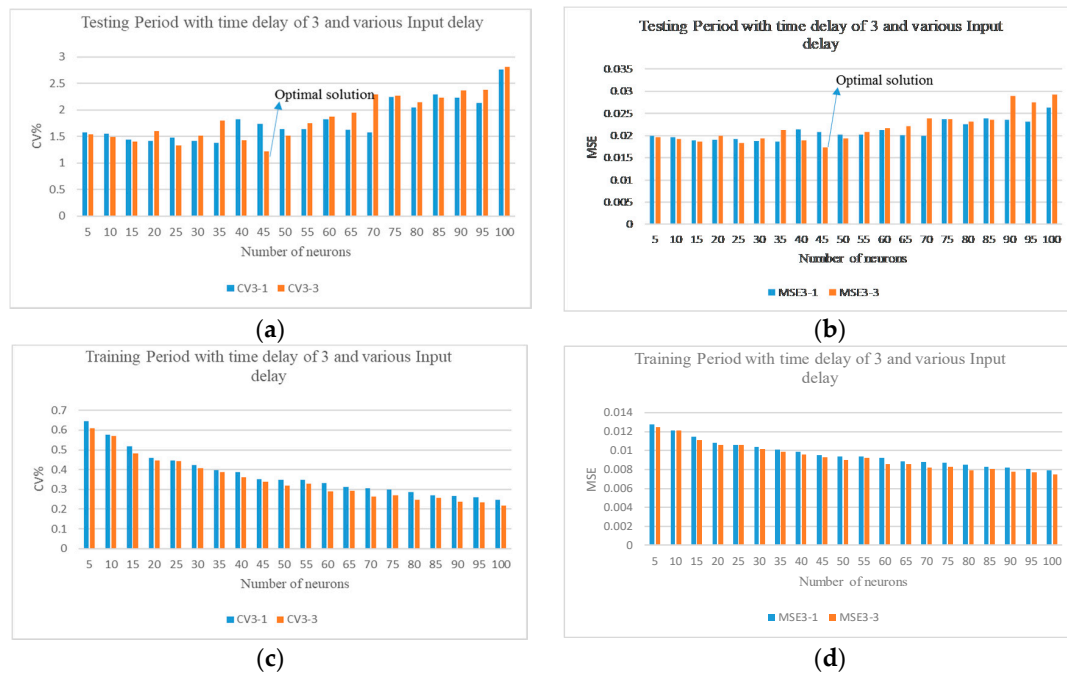 Testing Period with time delay of 3 and various Input
delay
3
2.5
2
1.5
1
0.5
0
CV%
Optimal solution
5 10 15 20 25 30 35 40 45 50 55 60 65 70 75 80 85 90 95 100
Number of neurons
CV3-1 CV3-3
(a)
Testing Period with time delay of 3 and various Input
delay
0.035
0.03
0.025
0.02
0.015
0.01
0.005
0
MSE
Optimal solution
5 10 15 20 25 30 35 40 45 50 55 60 65 70 75 80 85 90 95 100
Number of neurons
MSE3-1 MSE3-3
(b)
Training Period with time delay of 3 and various Input
delay
0.7
0.6
0.5
0.4
0.3
0.2
0.1
0
CV%
5 10 15 20 25 30 35 40 45 50 55 60 65 70 75 80 85 90 95 100
Number of neurons
CV3-1 CV3-3
(c)
Training Period with time delay of 3 and various Input
delay
0.014
0.012
0.01
0.008
0.006
0.004
0.002
0
MSE
5 10 15 20 25 30 35 40 45 50 55 60 65 70 75 80 85 90 95 100
Number of neurons
MSE3-1 MSE3-3
(d)